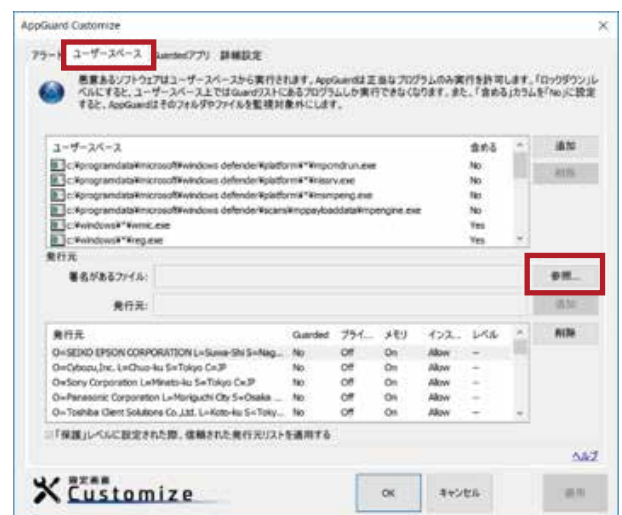 AppGuard Customize
アラート ユーザースペース Guardedアプリ 詳細設定
悪意あるソフトウェアはユーザースペースから実行されます。AppGuardは正当なプログラムのみ実行を許可します。「ロックダウン」レ
ベルにすると、ユーザースペース上ではGuardリストにあるプログラムしか実行できなくなります。また、「含める」カラムを「No」に設定
すると、AppGuardはそのフォルダやファイルを監視対象外にします。
ユーザースペース 含める 追加
c:¥programdata¥microsoft¥windows defender¥platform¥*¥mpcmdrun.exe No 削除
c:¥programdata¥microsoft¥windows defender¥platform¥*¥nissrv.exe No
c:¥programdata¥microsoft¥windows defender¥platform¥*¥msmpeng.exe No
c:¥programdata¥microsoft¥windows defender¥scans¥mppayloaddata¥mpengine.exe No
c:¥windows¥*¥wmic.exe Yes
c:¥windows¥*¥reg.exe Yes
発行元
署名があるファイル: 参照...
発行元: 追加
発行元 Guarded プライ... メモリ インス... レベル 削除
O=SEIKO EPSON CORPORATION L=Suwa-Shi S=Nag... No Off On Allow --
O=Cybozu,Inc. L=Chuo-ku S=Tokyo C=JP No Off On Allow --
O=Sony Corporation L=Minato-ku S=Tokyo C=JP No Off On Allow --
O=Panasonic Corporation L=Moriguchi City S=Osaka ... No Off On Allow --
O=Toshiba Client Solutions Co.,Ltd. L=Koto-ku S=Toky... No Off On Allow --
「保護」レベルに設定された際、信頼された発行元リストを適用する
ヘルプ
設定画面
Customize OK キャンセル 適用